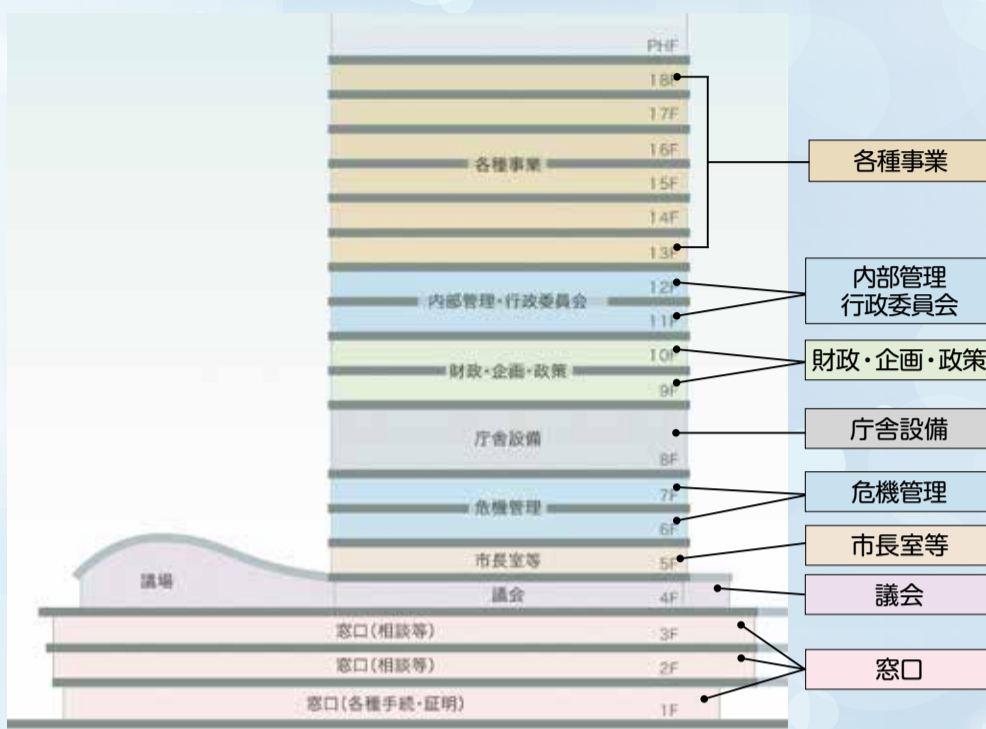 PHF
18F
17F
16F
各種事業
15F
14F
13F
12F
内部管理・行政委員会
11F
10F
財政・企画・政策
9F
庁舎設備
8F
7F
危機管理
6F
市長室等
5F
議場
議会
4F
窓口(相談等)
3F
窓口(相談等)
2F
窓口(各種手続・証明)
1F
各種事業
内部管理
行政委員会
財政・企画・政策
庁舎設備
危機管理
市長室等
議会
窓口